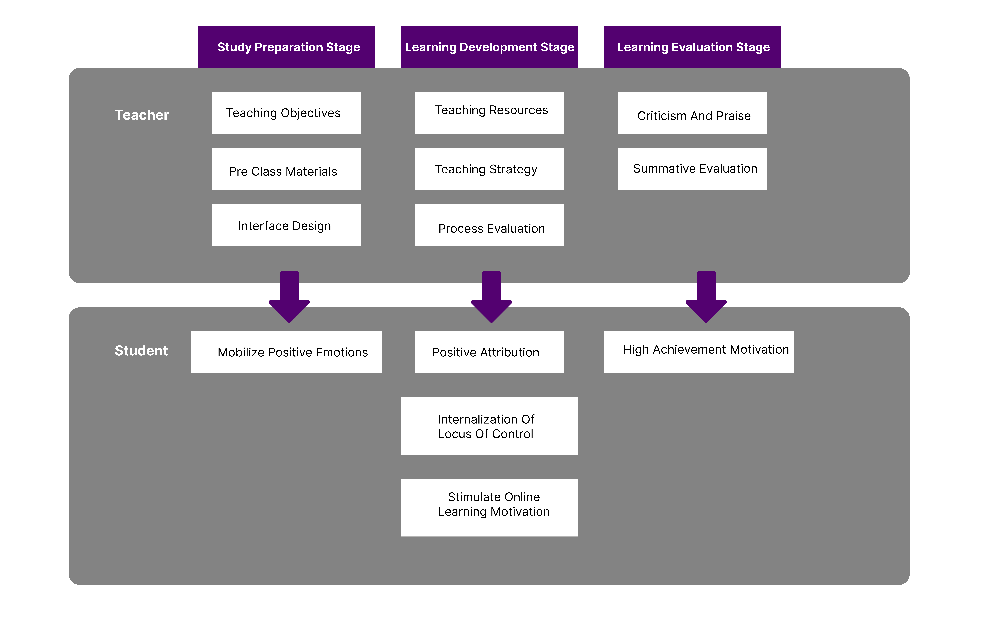 Study Preparation Stage
Learning Development Stage
Learning Evaluation Stage
Teacher
Teaching Objectives
Teaching Resources
Criticism And Praise
Pre Class Materials
Teaching Strategy
Summative Evaluation
Interface Design
Process Evaluation
Student
Mobilize Positive Emotions
Positive Attribution
High Achievement Motivation
Internalization Of
Locus Of Control
Stimulate Online
Learning Motivation